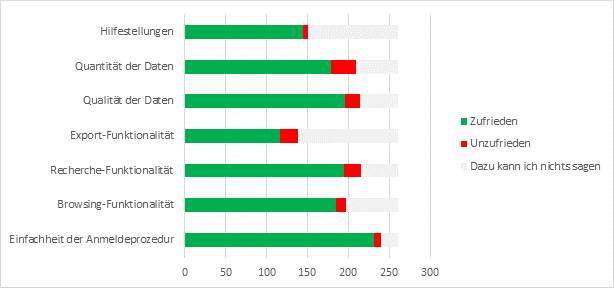 Hilfestellungen
Quantität der Daten
Qualität der Daten
Export-Funktionalität
Recherche-Funktionalität
Browsing-Funktionalität
Einfachheit der Anmeldeprozedur
0 50 100 150 200 250 300
Zufrieden
Unzufrieden
Dazu kann ich nichts sagen